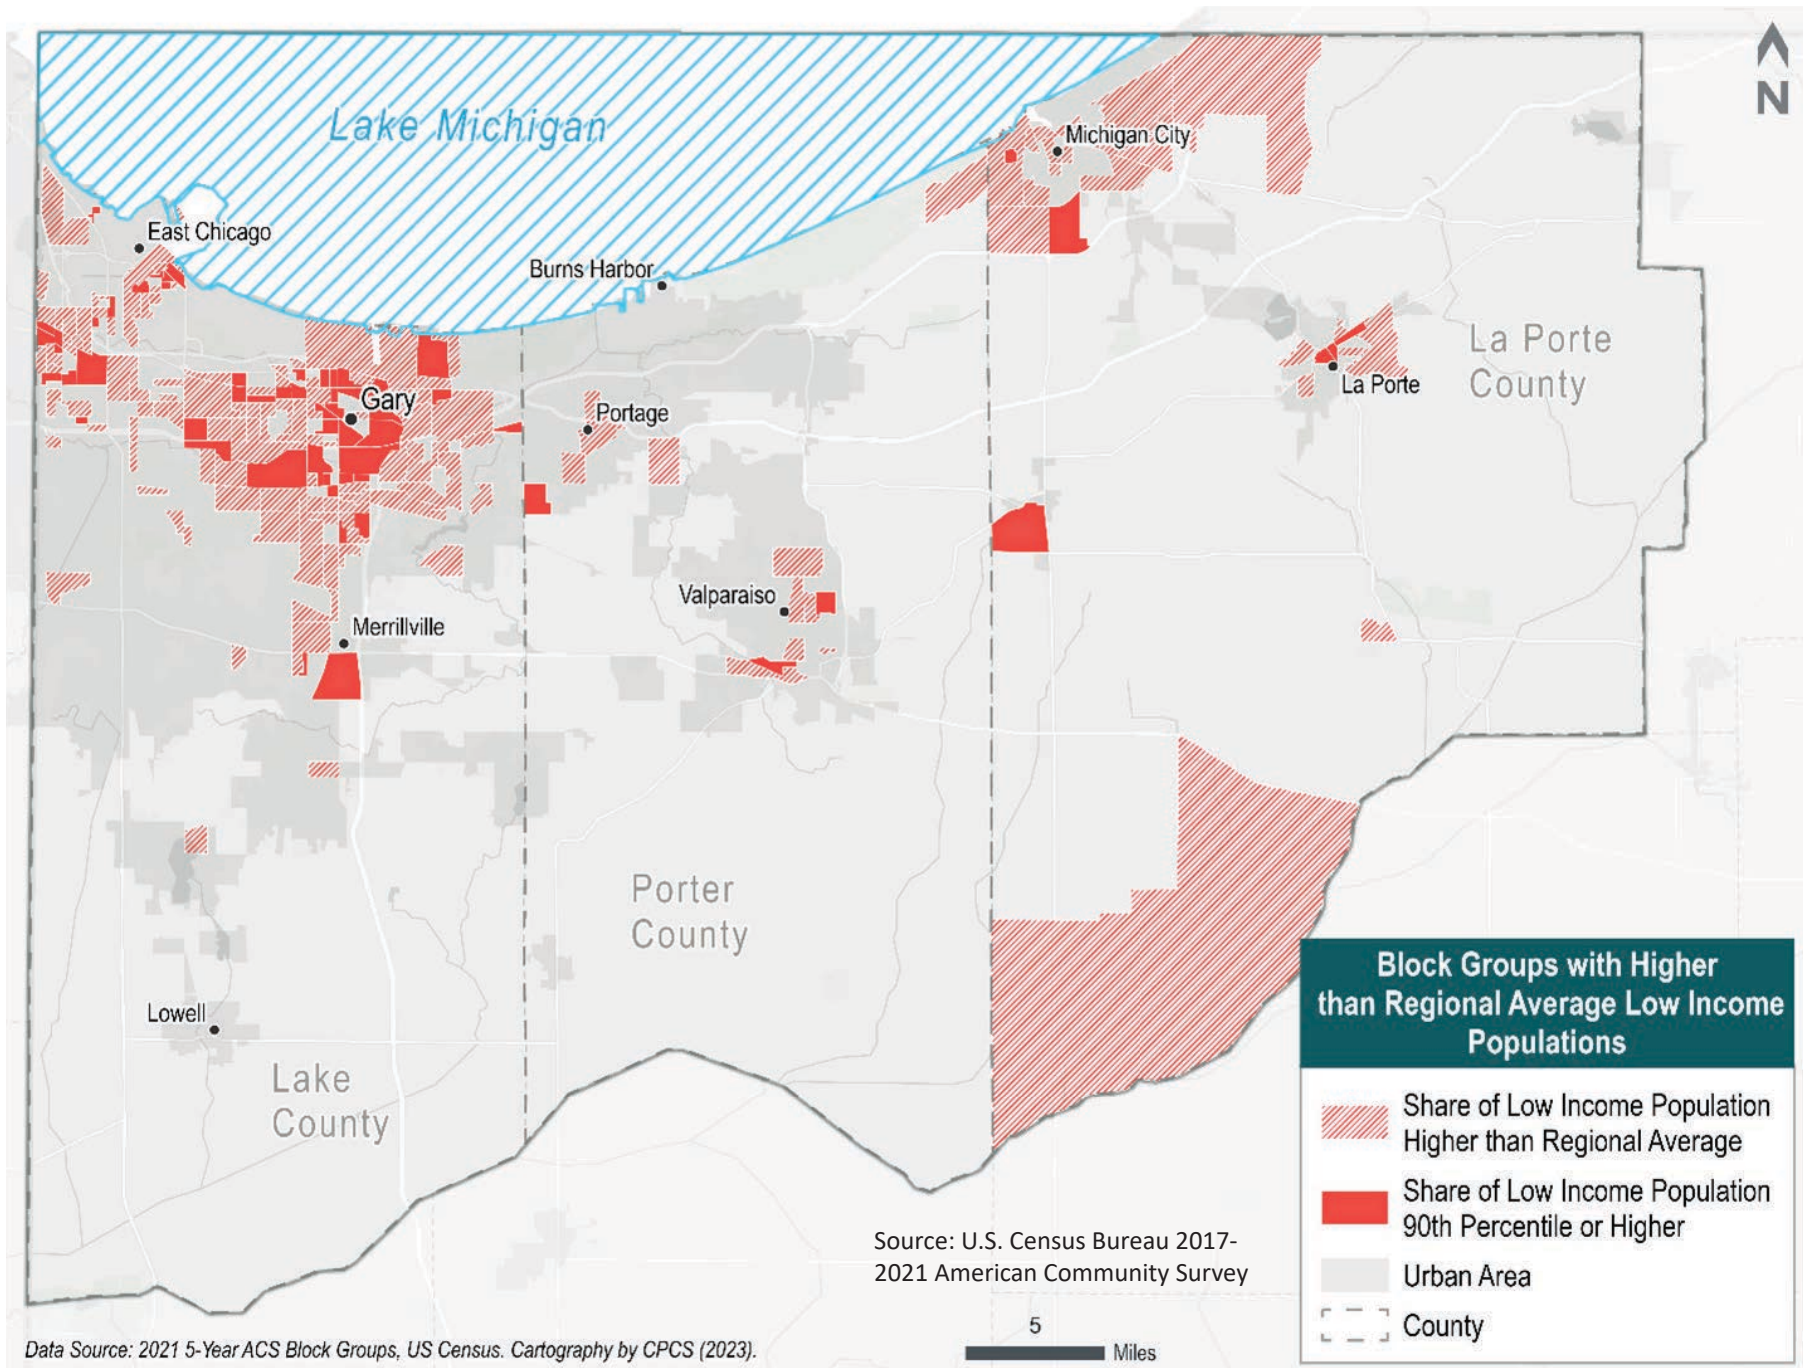 N
Lake Michigan
Michigan City
East Chicago
Burns Harbor
La Porte
County
La Porte
Gary
Portage
Valparaiso
Merrillville
Porter
County
Lowell
Lake
County
Block Groups with Higher
than Regional Average Low Income
Populations
Share of Low Income Population
Higher than Regional Average
Share of Low Income Population
90th Percentile or Higher
Urban Area
County
Source: U.S. Census Bureau 2017-
2021 American Community Survey
5
Miles
Data Source: 2021 5-Year ACS Block Groups, US Census. Cartography by CPCS (2023).